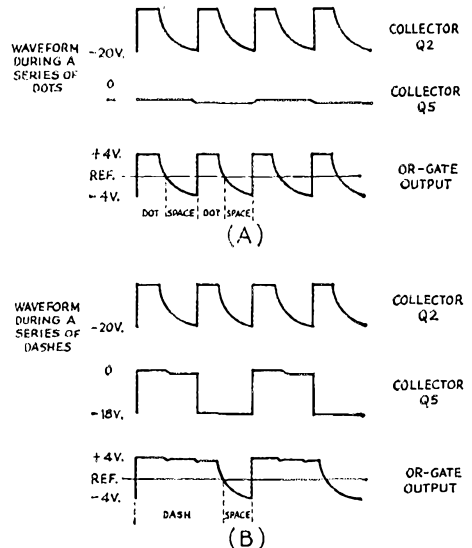 WAVEFORM
DURING A
SERIES OF
DOTS
-20V.
COLLECTOR
Q2
0
COLLECTOR
Q5
+4V.
REF.
-4V.
OR-GATE
OUTPUT
DOT SPACE DOT SPACE
(A)
WAVEFORM
DURING A
SERIES OF
DASHES
-20V.
COLLECTOR
Q2
0
-18V.
COLLECTOR
Q5
+4V.
REF.
-4V.
OR-GATE
OUTPUT
DASH SPACE
(B)